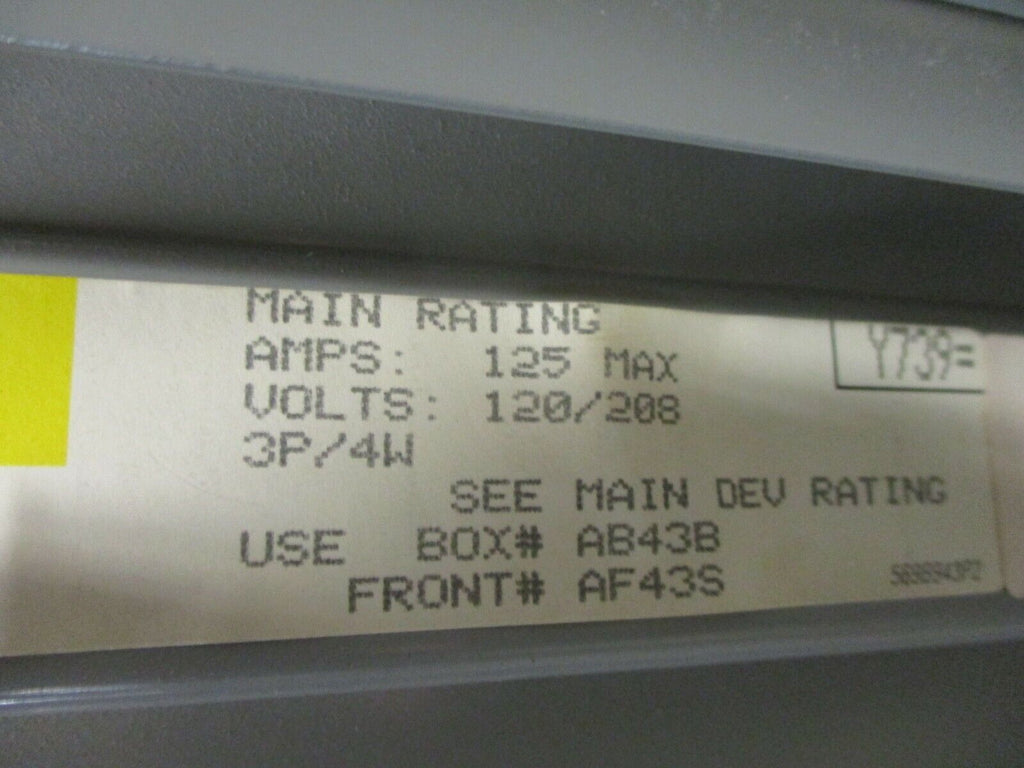 MAIN RATING
AMPS: 125 MAX
VOLTS: 120/208
3P/4W
Y739=
SEE MAIN DEV RATING
USE BOX# AB43B
FRONT# AF43S